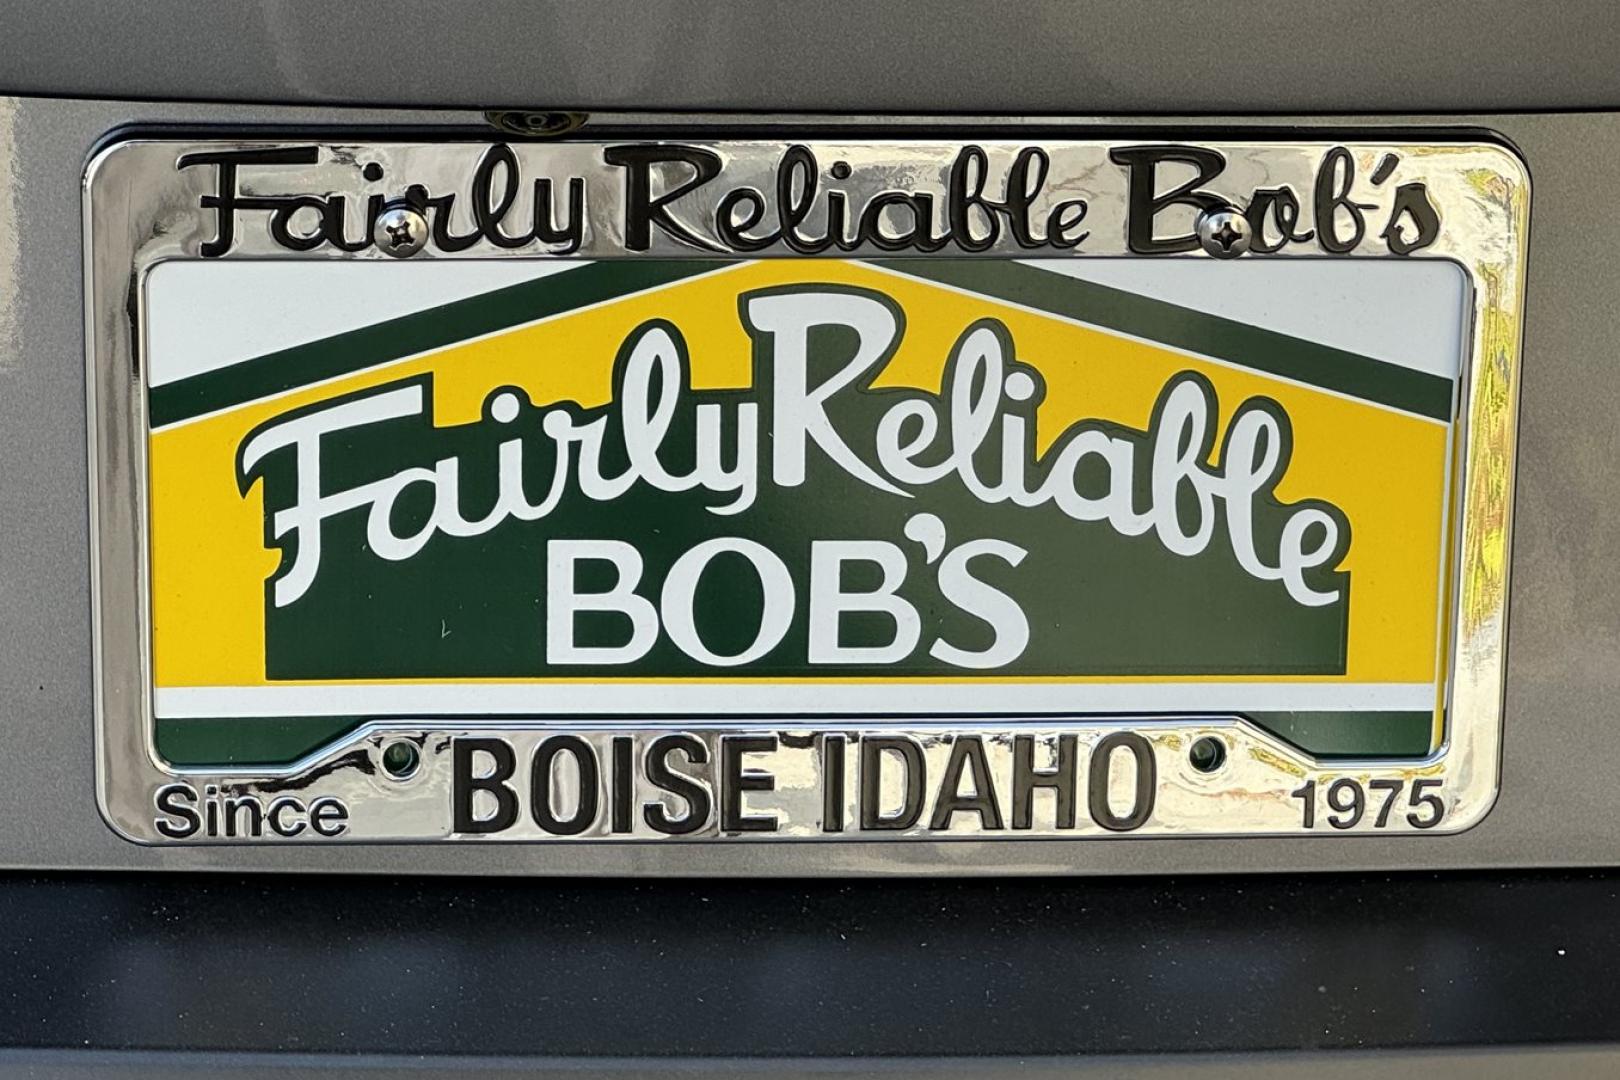 Fairly Reliable Bob's
Fairly Reliable
BOB'S
BOISE IDAHO
Since 1975